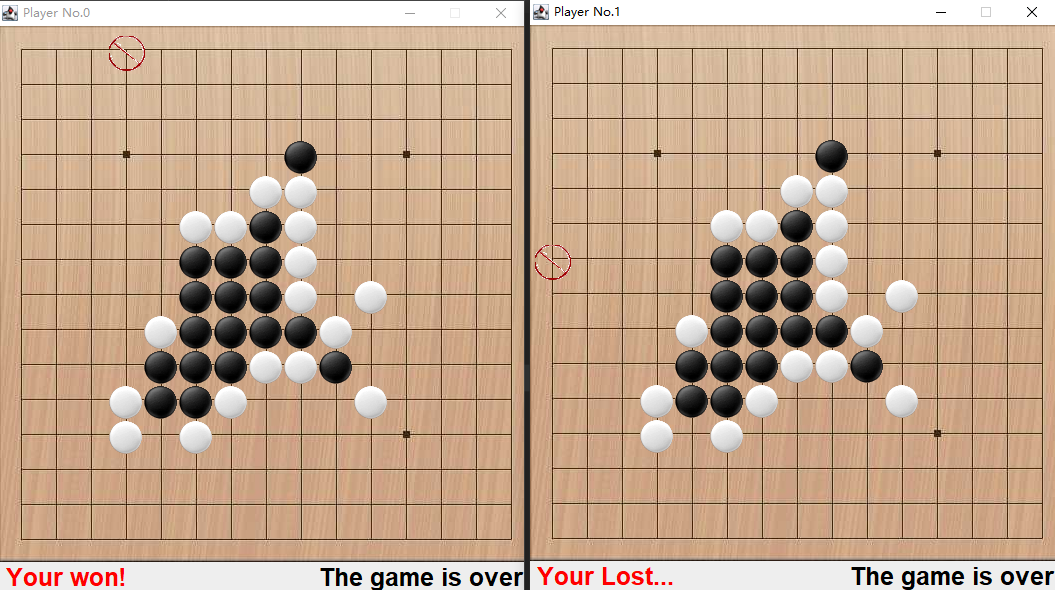 Player No.0
Player No.1
Your won!
The game is over
Your Lost...
The game is over